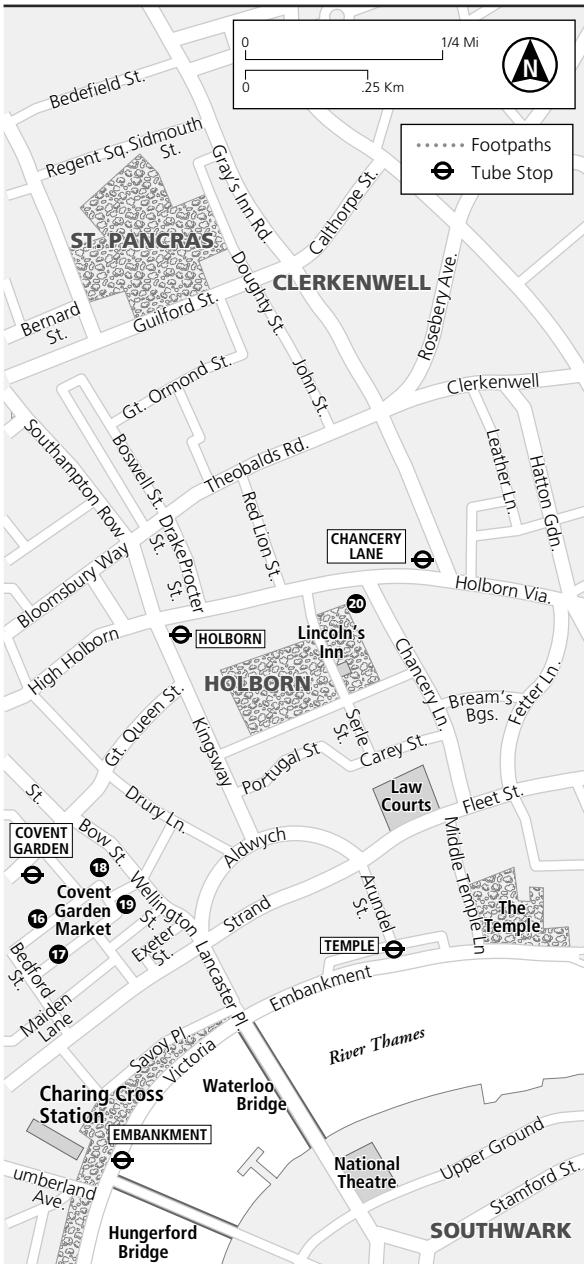 0 1/4 Mi
N
0 .25 Km
Footpaths
Tube Stop
Bedefield St.
Regent Sq.
Sidmouth
St.
Gray's Inn Rd.
Calthorpe St.
ST. PANCRAS
CLERKENWELL
Doughty St.
Rosebery Ave.
Bernard
St.
Guilford St.
John St.
Gt. Ormond St.
Clerkenwell
Southampton Row
Boswell St.
Theobalds Rd.
Leather Ln.
Hatton Gdn.
Red Lion St.
Drake
St.
Procter
St.
Bloomsbury Way
CHANCERY
LANE
Holborn Via.
20
HOLBORN
Lincoln's
Inn
High Holborn
HOLBORN
Chancery Ln.
Fetter Ln.
Bream's
Bgs.
Gt. Queen St.
Kingsway
Serle
St.
Carey St.
Portugal St
Law
Courts
Fleet St.
Drury Ln.
St.
Bow St.
Aldwych
COVENT
GARDEN
18
Wellington
St.
Middle Temple Ln
Covent
Garden
Market
19
16
17
Arundel
St.
Strand
The
Temple
Exeter
St.
TEMPLE
Bedford
St.
Lancaster Pl.
Maiden
Lane
Embankment
Savoy Pl.
Victoria
River Thames
Charing Cross
Station
Waterloo
Bridge
EMBANKMENT
National
Theatre
Upper Ground
Stamford St.
umberland
Ave.
SOUTHWARK
Hungerford
Bridge